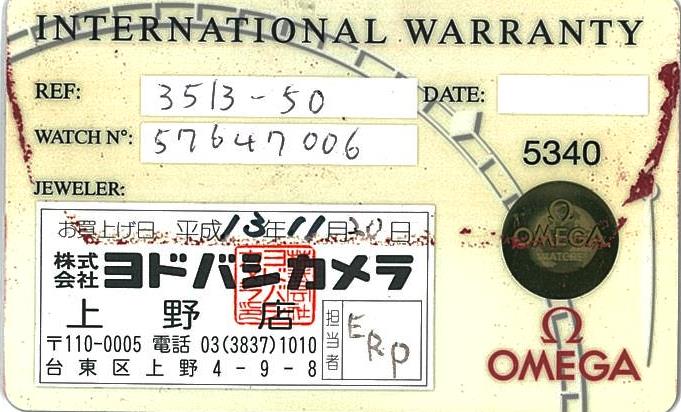 INTERNATIONAL WARRANTY
REF: 3513-50 DATE:
WATCH Nº: 57647006
5340
JEWELER:
お買上げ日 平成13年11月20日
株式会社 ヨドバシカメラ
上野店
〒110-0005 電話 03(3837)1010
台東区上野4-9-8
担当者 ERP
Ω
OMEGA
WATCHES
Ω
OMEGA